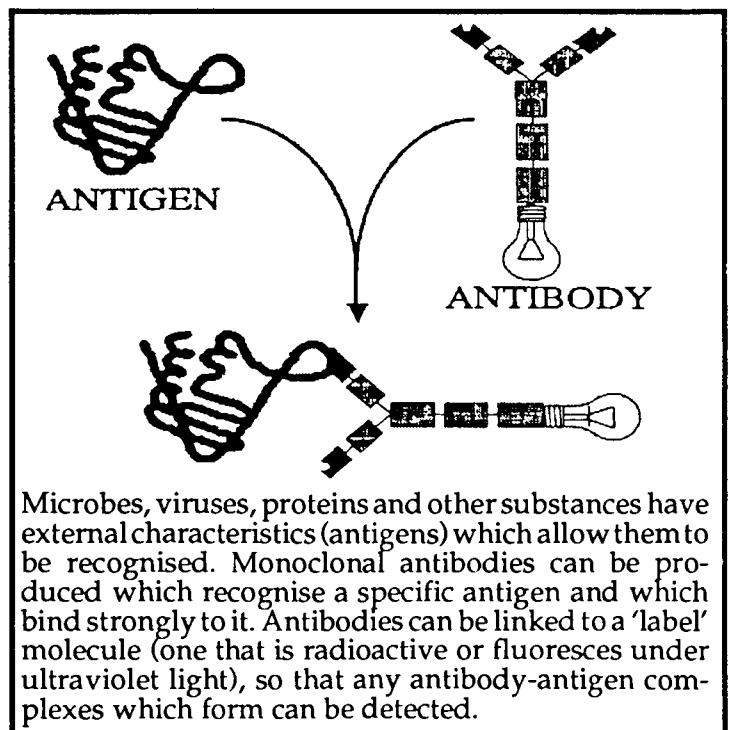 ANTIGEN
ANTIBODY
Microbes, viruses, proteins and other substances have
external characteristics (antigens) which allow them to
be recognised. Monoclonal antibodies can be pro-
duced which recognise a specific antigen and which
bind strongly to it. Antibodies can be linked to a 'label'
molecule (one that is radioactive or fluoresces under
ultraviolet light), so that any antibody-antigen com-
plexes which form can be detected.